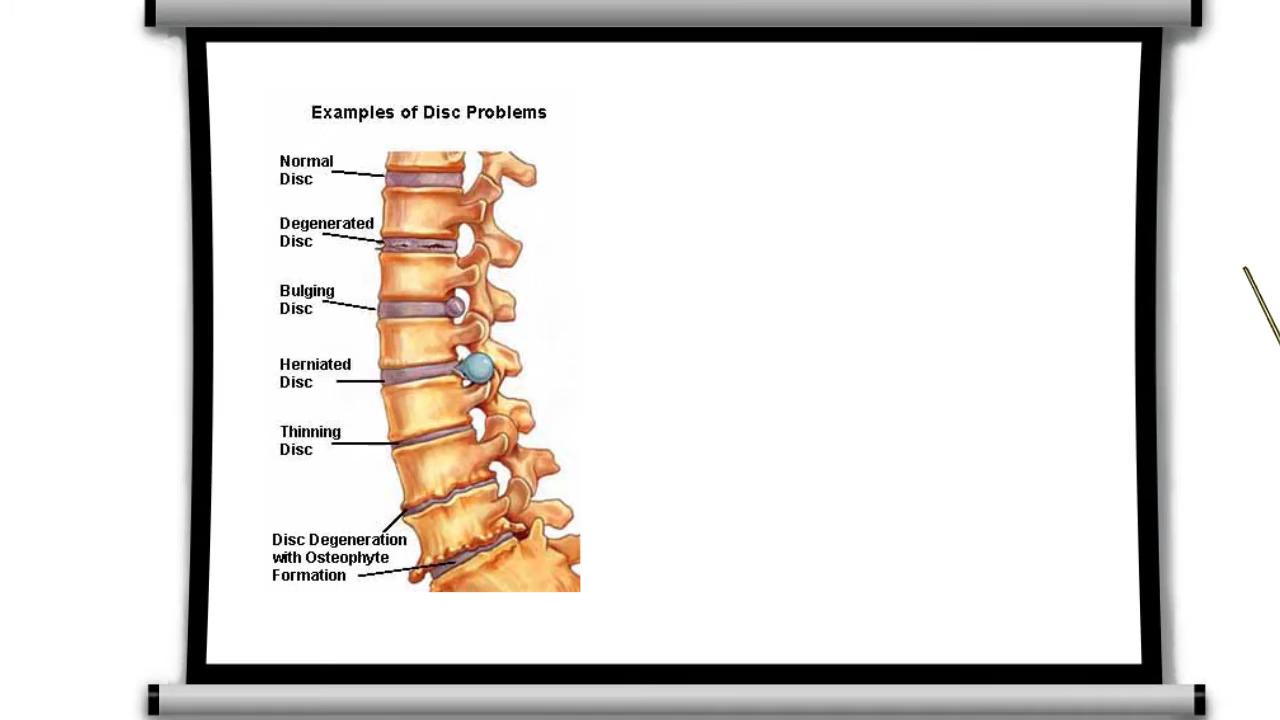 Examples of Disc Problems
Normal
Disc
Degenerated
Disc
Bulging
Disc
Herniated
Disc
Thinning
Disc
Disc Degeneration
with Osteophyte
Formation